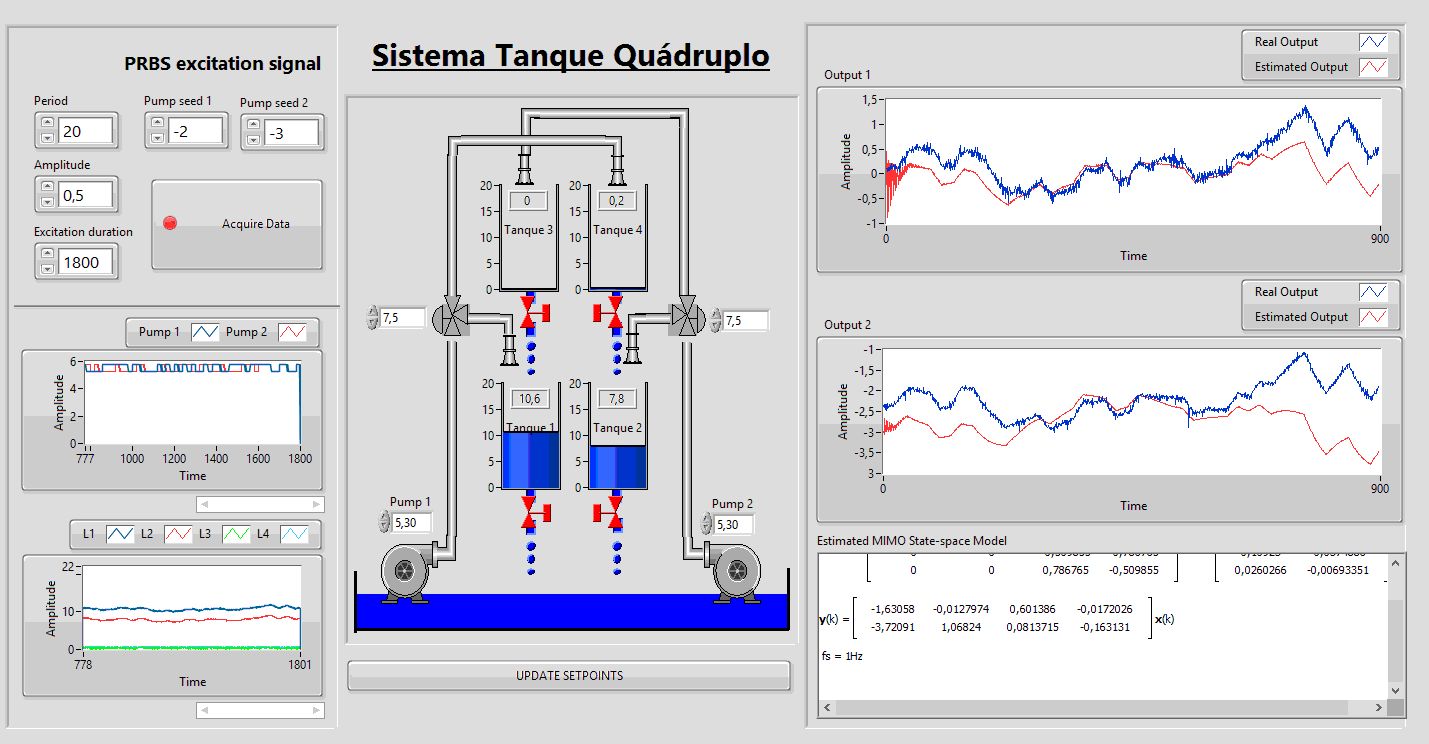 PRBS excitation signal
Period
Pump seed 1
Pump seed 2
20
-2
-3
Amplitude
0,5
Acquire Data
Excitation duration
1800
Pump 1
Pump 2
Amplitude
6
4
2
0
777
1000
1200
1400
1600
1800
Time
L1
L2
L3
L4
Amplitude
22
10
0
778
1801
Time
Sistema Tanque Quádruplo
20
15
10
5
0
0
Tanque 3
20
15
10
5
0
0,2
Tanque 4
7,5
7,5
20
15
10
5
0
10,6
Tanque 1
20
15
10
5
0
7,8
Tanque 2
Pump 1
5,30
Pump 2
5,30
UPDATE SETPOINTS
Real Output
Estimated Output
Output 1
Amplitude
1,5
1
0,5
0
-0,5
-1
0
900
Time
Real Output
Estimated Output
Output 2
Amplitude
-1
-1,5
-2
-2,5
-3
-3,5
3
0
900
Time
Estimated MIMO State-space Model
0 0 0,786765 -0,509855 0,0260266 -0,00693351
y(k) =
-1,63058 -0,0127974 0,601386 -0,0172026
-3,72091 1,06824 0,0813715 -0,163131
x(k)
fs = 1Hz